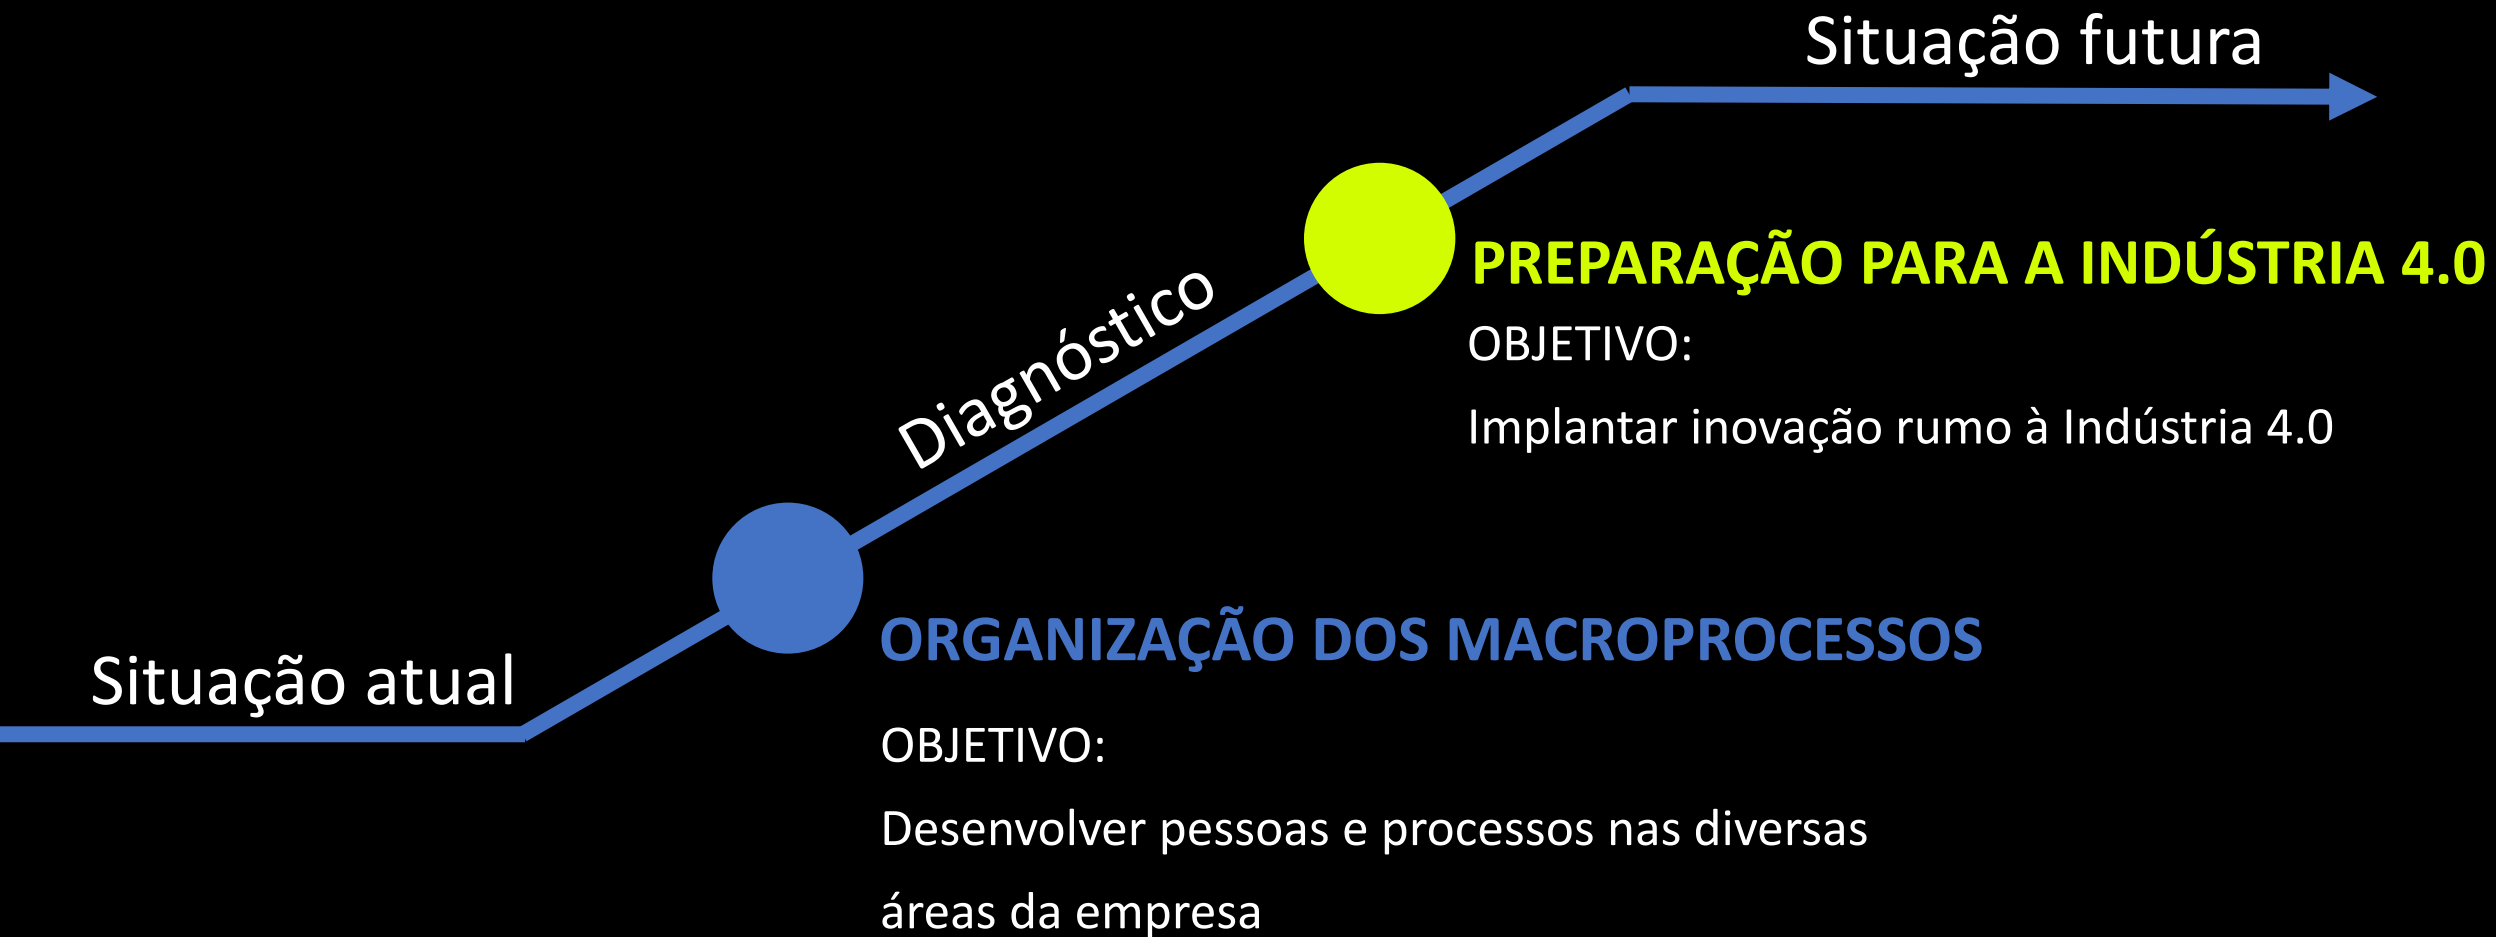 Situação futura
PREPARAÇÃO PARA A INDÚSTRIA 4.0
OBJETIVO:
Implantar inovação rumo à Indústria 4.0
Diagnóstico
Situação atual
ORGANIZAÇÃO DOS MACROPROCESSOS
OBJETIVO:
Desenvolver pessoas e processos nas diversas
áreas da empresa